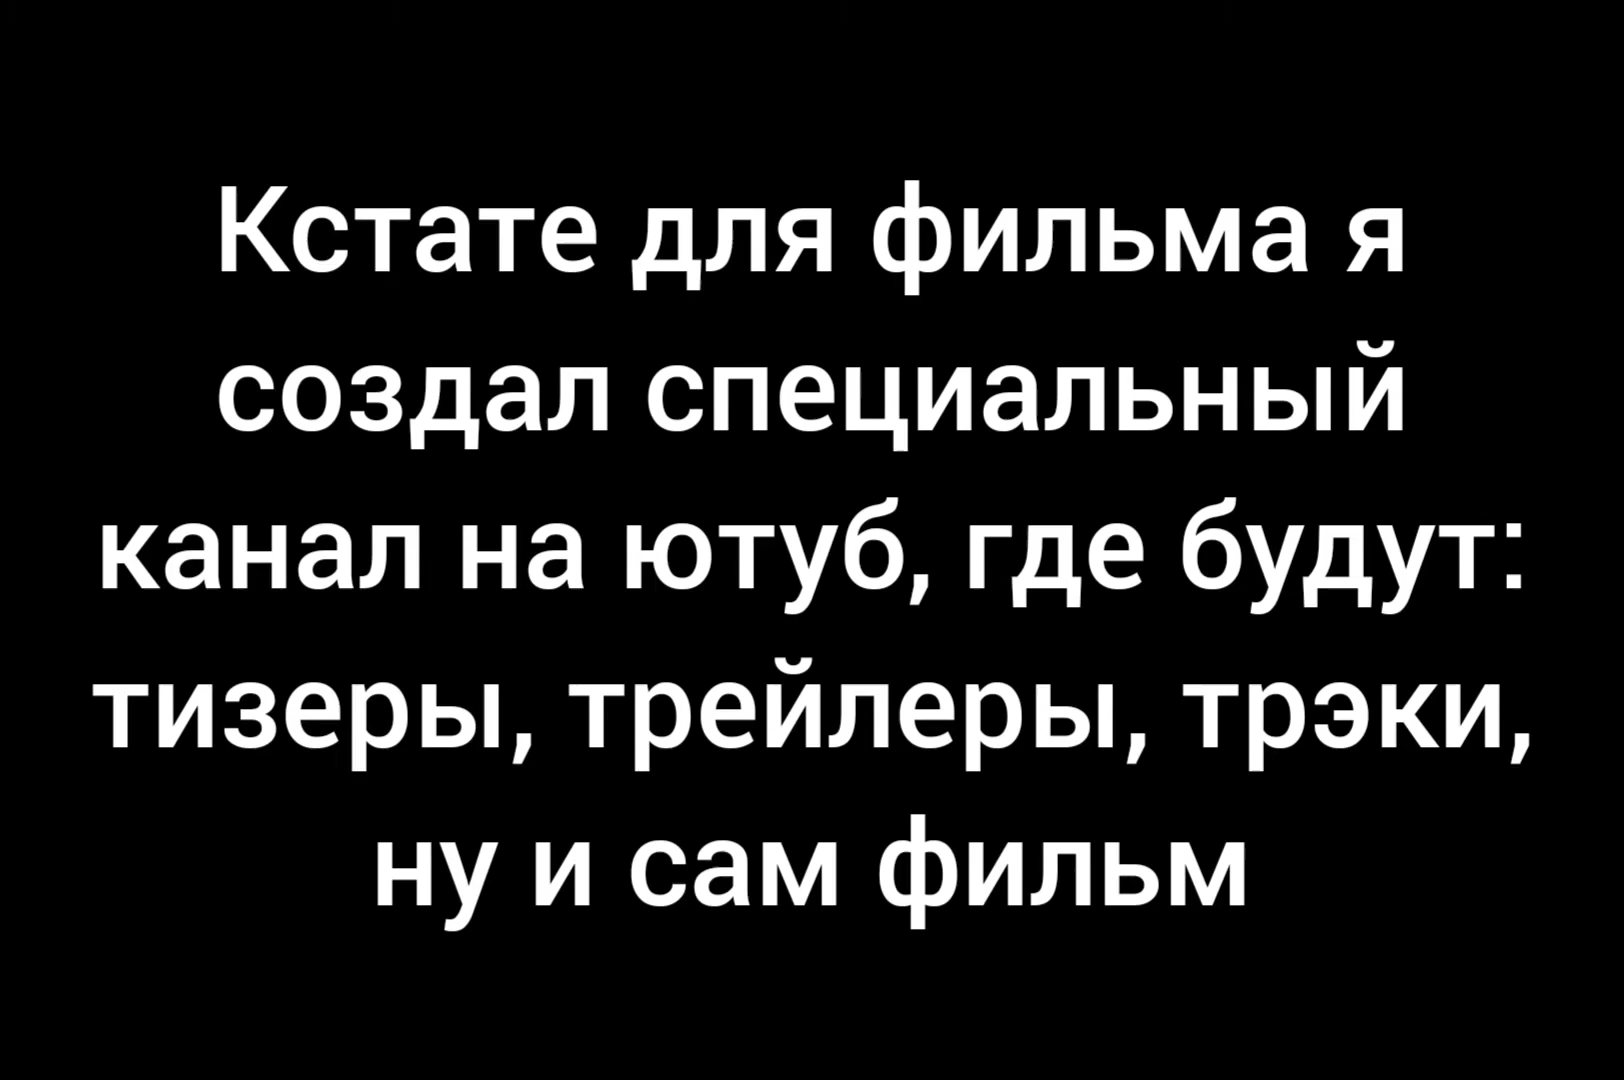 Кстате для фильма я
создал специальный
канал на ютуб, где будут:
тизеры, трейлеры, трэки,
ну и сам фильм